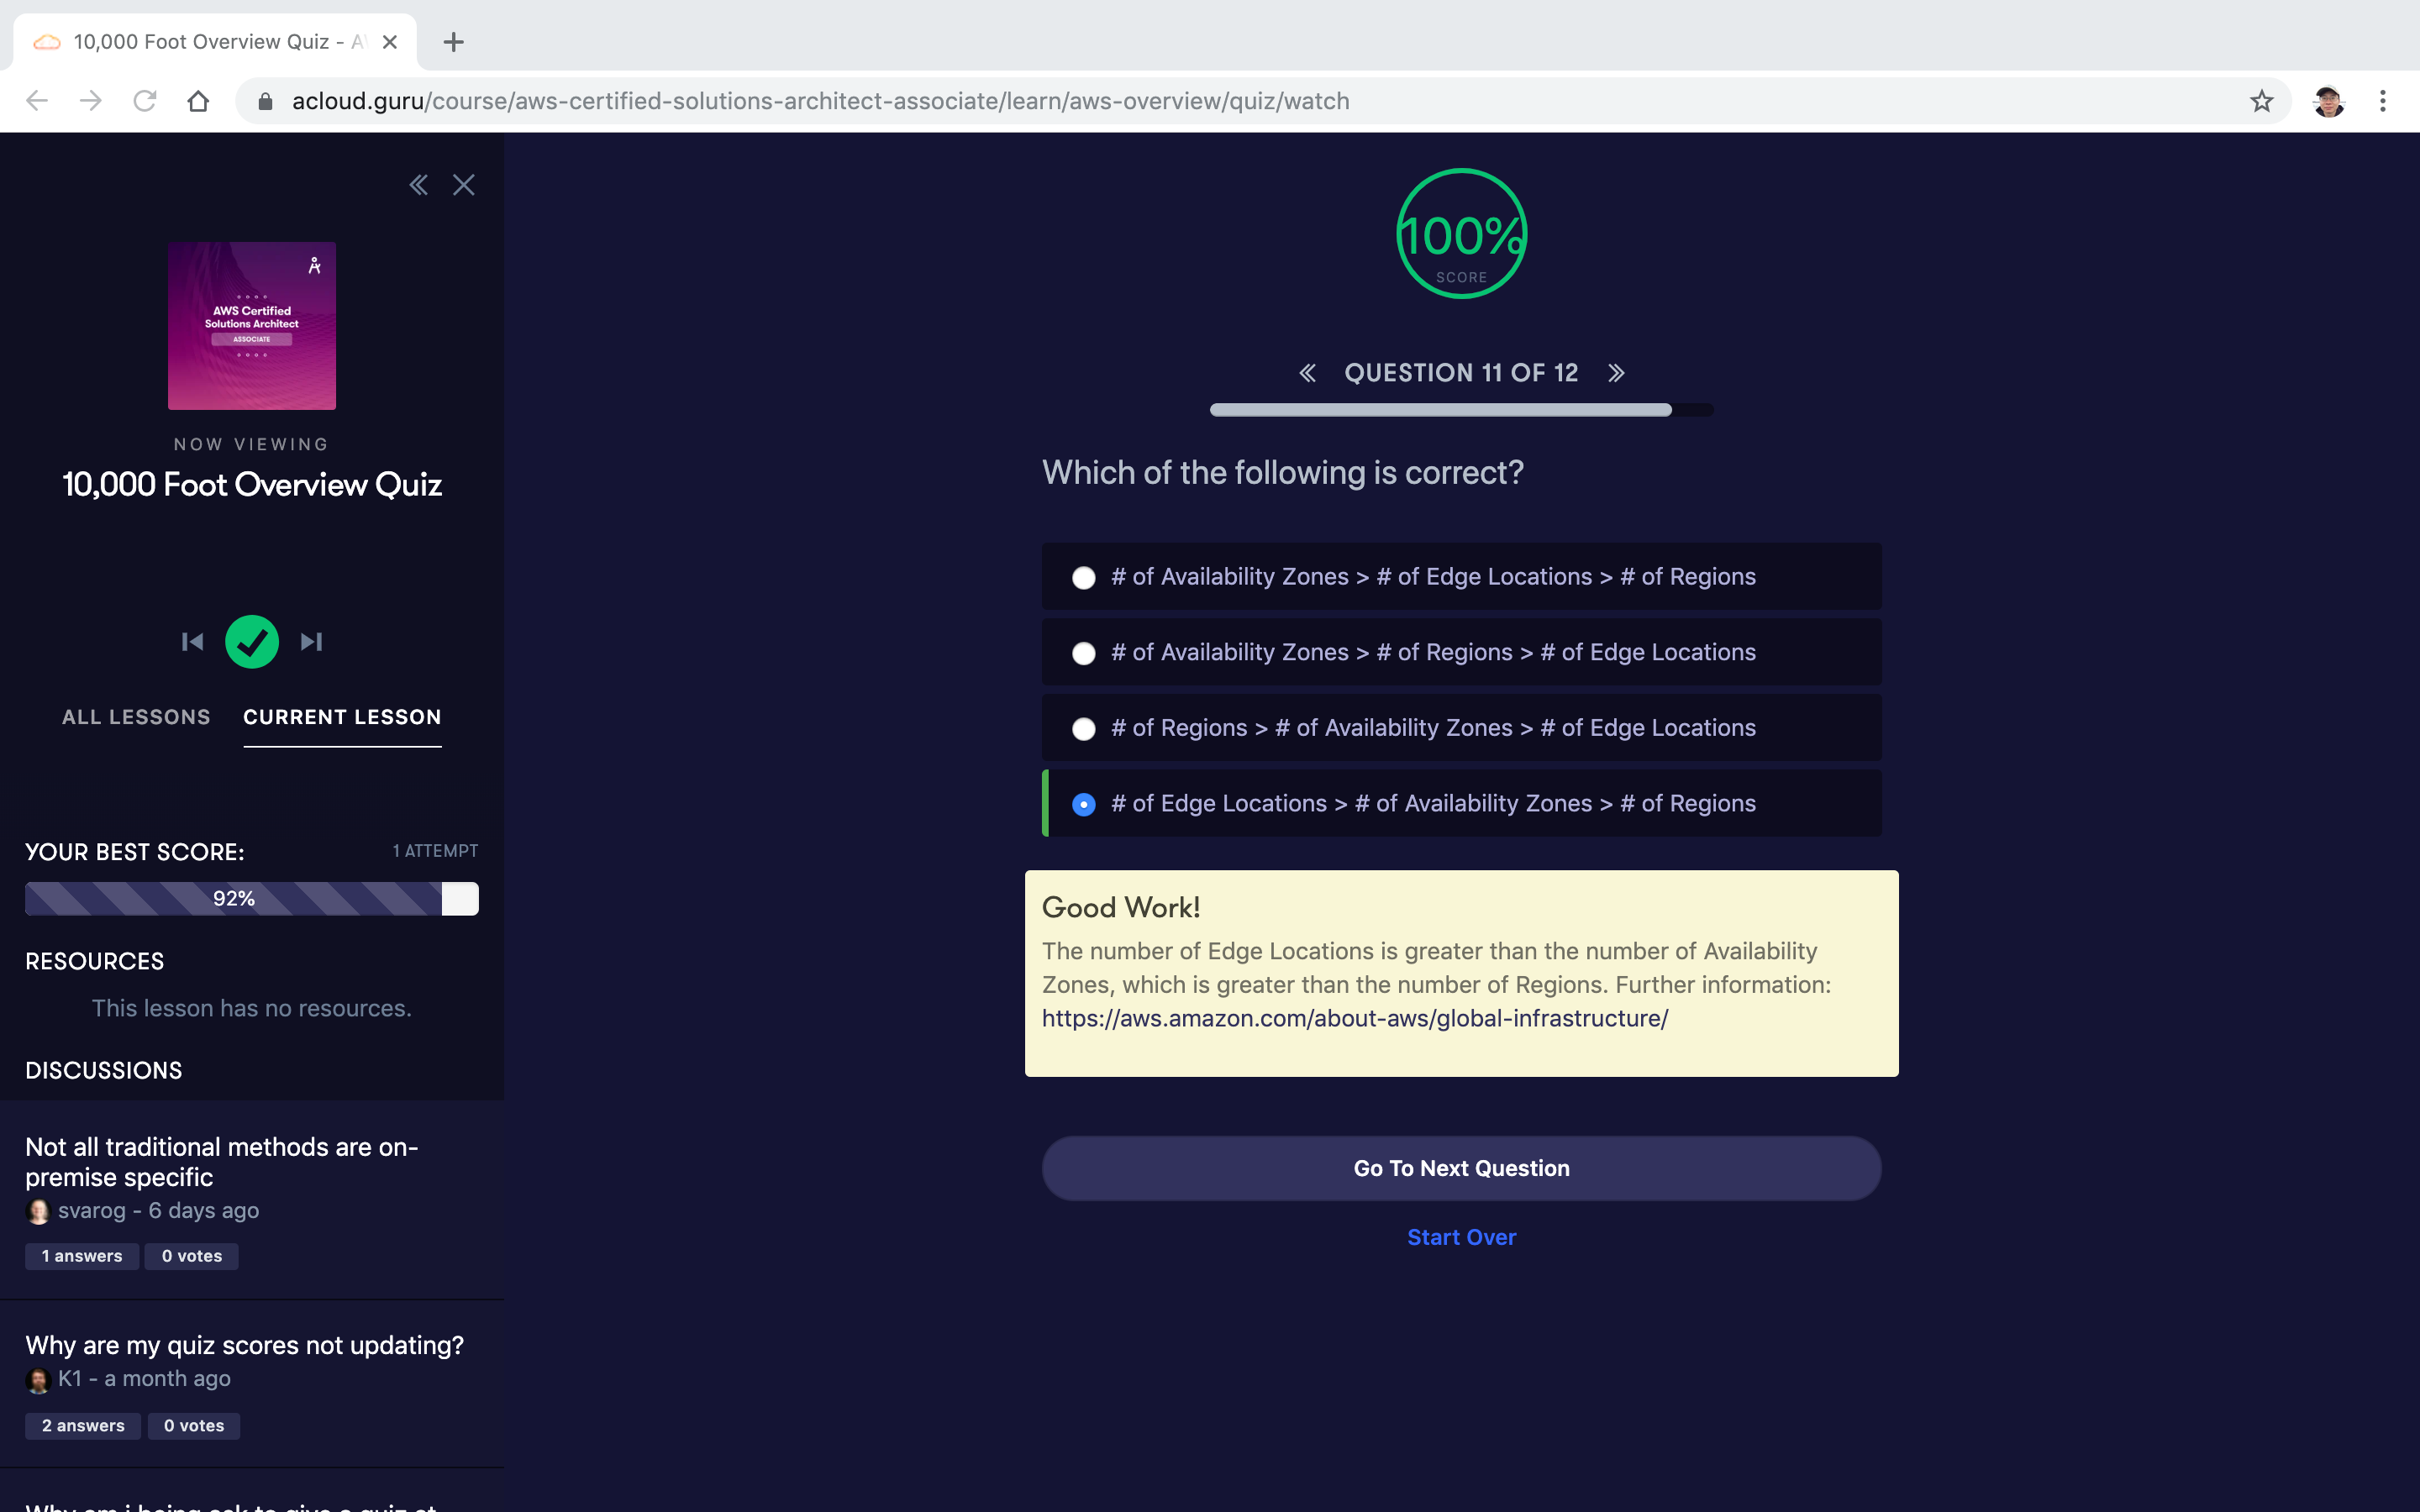 10,000 Foot Overview Quiz - A
acloud.guru/course/aws-certified-solutions-architect-associate/learn/aws-overview/quiz/watch
AWS Certified
Solutions Architect
ASSOCIATE
NOW VIEWING
10,000 Foot Overview Quiz
ALL LESSONS
CURRENT LESSON
YOUR BEST SCORE:
1 ATTEMPT
92%
RESOURCES
This lesson has no resources.
DISCUSSIONS
Not all traditional methods are on-
premise specific
svarog - 6 days ago
1 answers
0 votes
Why are my quiz scores not updating?
K1 - a month ago
2 answers
0 votes
Why am i being ask to give a quiz at
100%
SCORE
QUESTION 11 OF 12
Which of the following is correct?
# of Availability Zones > # of Edge Locations > # of Regions
# of Availability Zones > # of Regions > # of Edge Locations
# of Regions > # of Availability Zones > # of Edge Locations
# of Edge Locations > # of Availability Zones > # of Regions
Good Work!
The number of Edge Locations is greater than the number of Availability
Zones, which is greater than the number of Regions. Further information:
https://aws.amazon.com/about-aws/global-infrastructure/
Go To Next Question
Start Over